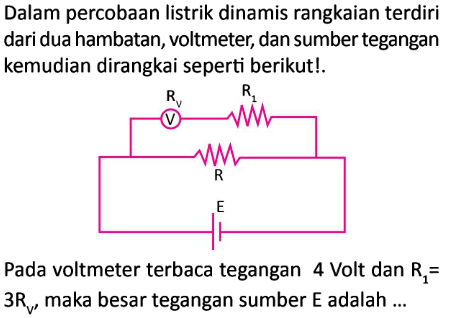 Dalam percobaan listrik dinamis rangkaian terdiri
dari dua hambatan, voltmeter, dan sumber tegangan
kemudian dirangkai seperti berikut!.
R_V R_1
V
R
E
Pada voltmeter terbaca tegangan 4 Volt dan R_1=
3R_V, maka besar tegangan sumber E adalah ...